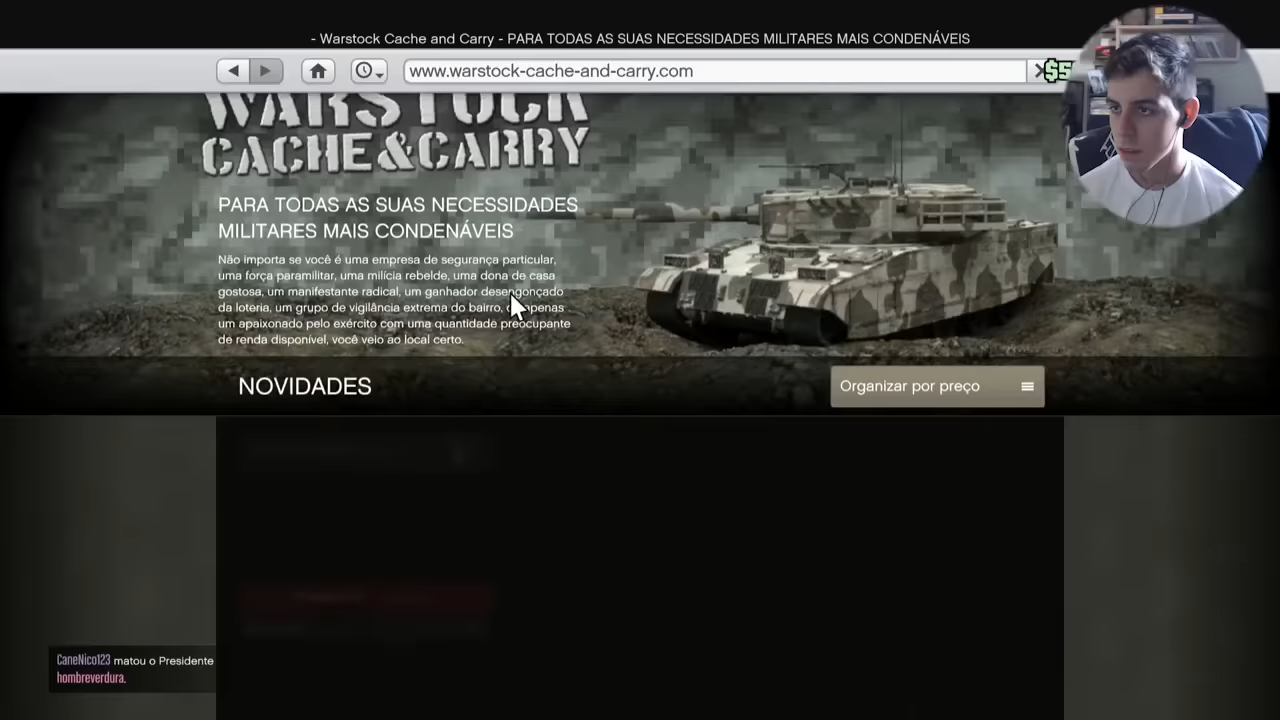 - Warstock Cache and Carry - PARA TODAS AS SUAS NECESSIDADES MILITARES MAIS CONDENÁVEIS
www.warstock-cache-and-carry.com
$5
WARSTOCK
CACHE&CARRY
PARA TODAS AS SUAS NECESSIDADES
MILITARES MAIS CONDENÁVEIS
Não importa se você é uma empresa de segurança particular,
uma força paramilitar, uma milícia rebelde, uma dona de casa
gostosa, um manifestante radical, um ganhador desengonçado
da loteria, um grupo de vigilância extrema do bairro, apenas
um apaixonado pelo exército com uma quantidade preocupante
de renda disponível, você veio ao local certo.
NOVIDADES
Organizar por preço
CaneNico123 matou o Presidente
hombreverdura.